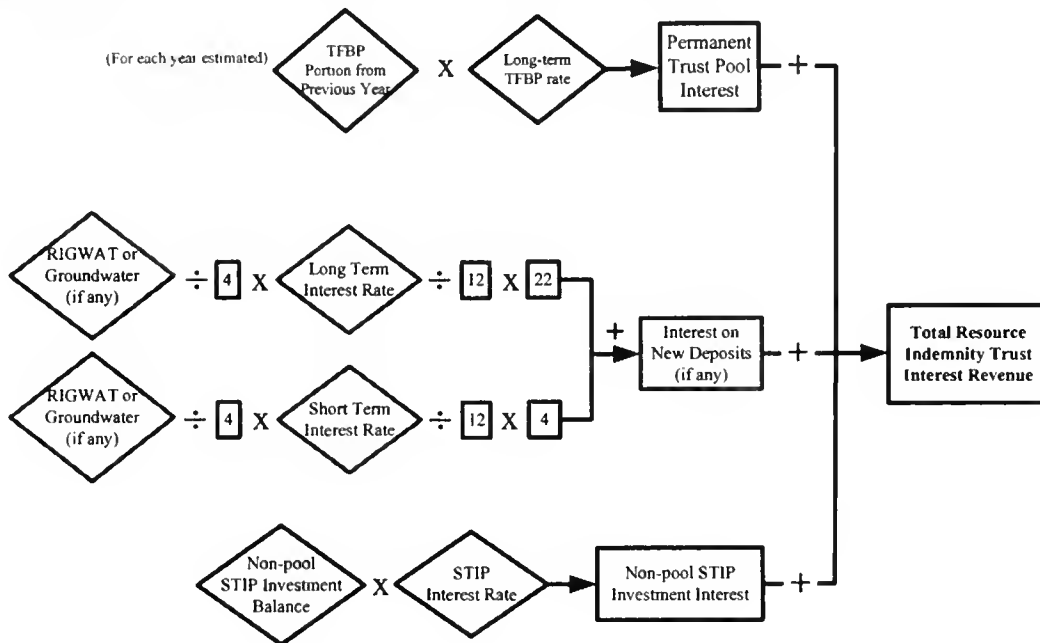 (For each year estimated)
TFBP
Portion from
Previous Year
X
Long-term
TFBP rate
Permanent
Trust Pool
Interest
+
RIGWAT or
Groundwater
(if any)
÷ 4 X
Long Term
Interest Rate
÷ 12 X 22
+
Interest on
New Deposits
(if any)
+
Total Resource
Indemnity Trust
Interest Revenue
RIGWAT or
Groundwater
(if any)
÷ 4 X
Short Term
Interest Rate
÷ 12 X 4
Non-pool
STIP Investment
Balance
X
STIP
Interest Rate
Non-pool STIP
Investment Interest
+